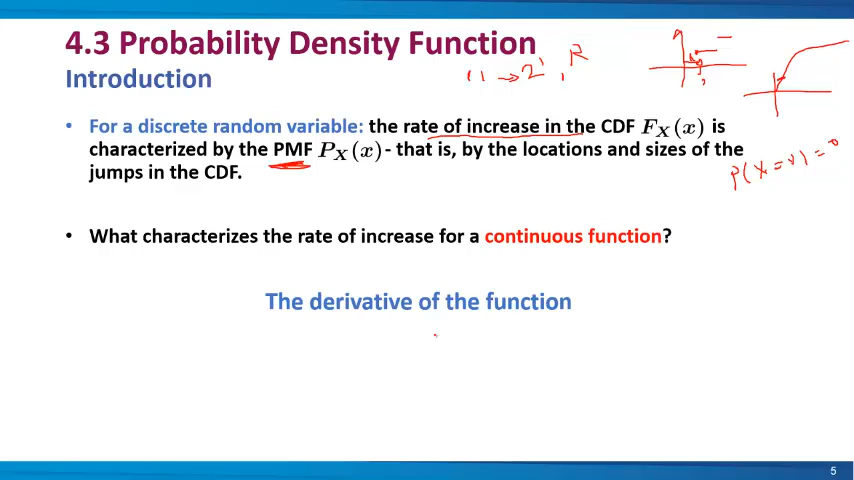 4.3 Probability Density Function
Introduction
(1 → 2', R
• For a discrete random variable: the rate of increase in the CDF F_X(x) is
characterized by the PMF P_X(x) - that is, by the locations and sizes of the
jumps in the CDF.
• What characterizes the rate of increase for a continuous function?
The derivative of the function
5